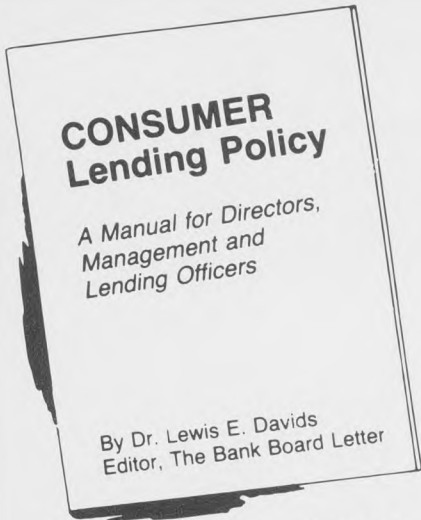 CONSUMER
Lending Policy
A Manual for Directors,
Management and
Lending Officers
By Dr. Lewis E. Davids
Editor, The Bank Board Letter